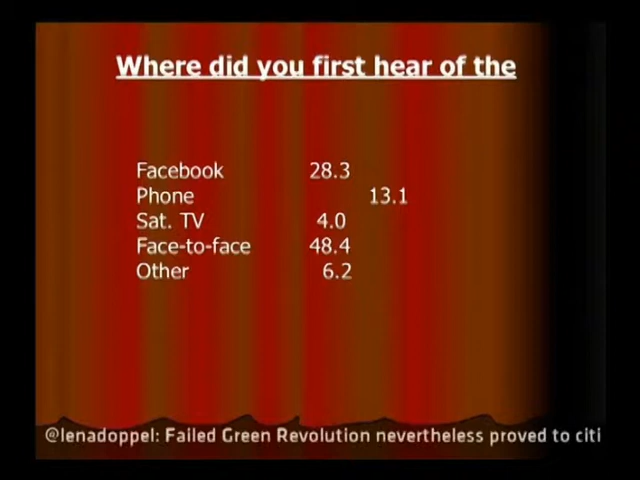 Where did you first hear of the
Facebook 28.3
Phone 13.1
Sat. TV 4.0
Face-to-face 48.4
Other 6.2
@lenadoppel: Failed Green Revolution nevertheless proved to citi